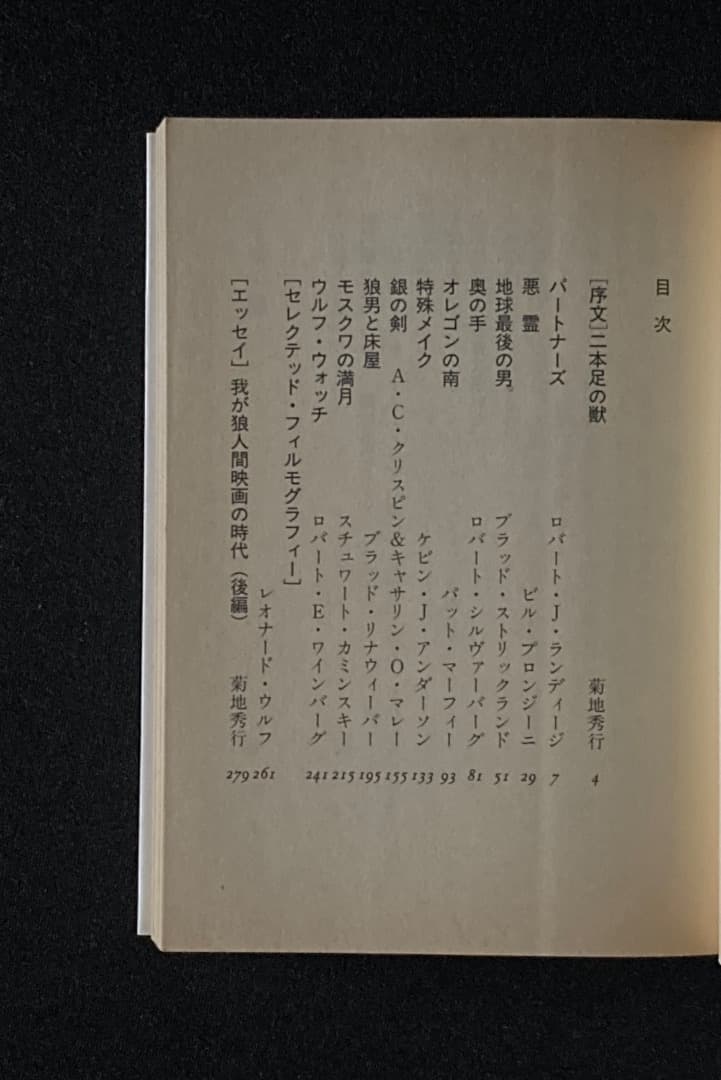 目次
[序文]二本足の獣 菊地秀行 4
パートナーズ ロバート・J・ランディージ 7
悪霊 ビル・プロンジーニ 29
地球最後の男 ブラッド・ストリックランド 51
奥の手 ロバート・シルヴァーバーグ 81
オレゴンの南 パット・マーフィー 93
特殊メイク ケビン・J・アンダーソン 133
銀の剣 A・C・クリスピン&キャサリン・O・マレー 155
狼男と床屋 ブラッド・リナウィーバー 195
モスクワの満月 スチュワート・カミンスキー 215
ウルフ・ウォッチ ロバート・E・ワインバーグ 241
[セレクテッド・フィルモグラフィー]
レオナード・ウルフ 261
[エッセイ]我が狼人間映画の時代(後編) 菊地秀行 279